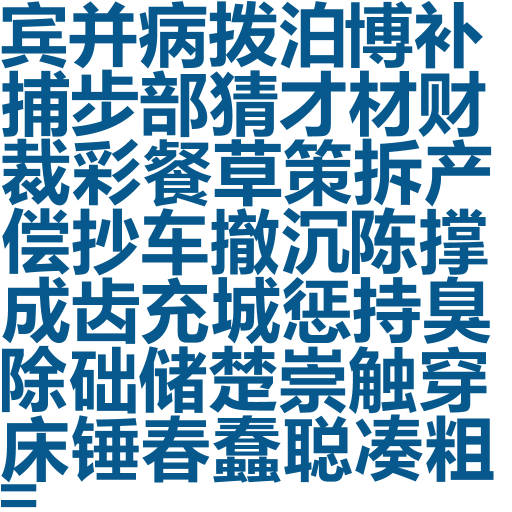 宾并病拨泊博补
捕步部猜才材财
裁彩餐草策拆产
偿抄车撤沉陈撑
成齿充城惩持臭
除础储楚崇触穿
床锤春蠢聪凑粗